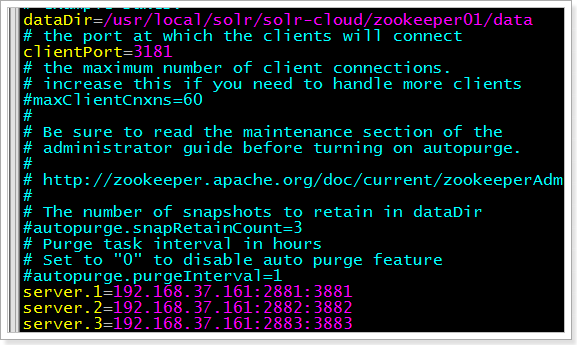 dataDir=/usr/local/solr/solr-cloud/zookeeper01/data
# the port at which the clients will connect
clientPort=3181
# the maximum number of client connections.
# increase this if you need to handle more clients
#maxClientCnxns=60
#
# Be sure to read the maintenance section of the
# administrator guide before turning on autopurge.
#
# http://zookeeper.apache.org/doc/current/zookeeperAdm
#
# The number of snapshots to retain in dataDir
#autopurge.snapRetainCount=3
# Purge task interval in hours
# Set to "0" to disable auto purge feature
#autopurge.purgeInterval=1
server.1=192.168.37.161:2881:3881
server.2=192.168.37.161:2882:3882
server.3=192.168.37.161:2883:3883